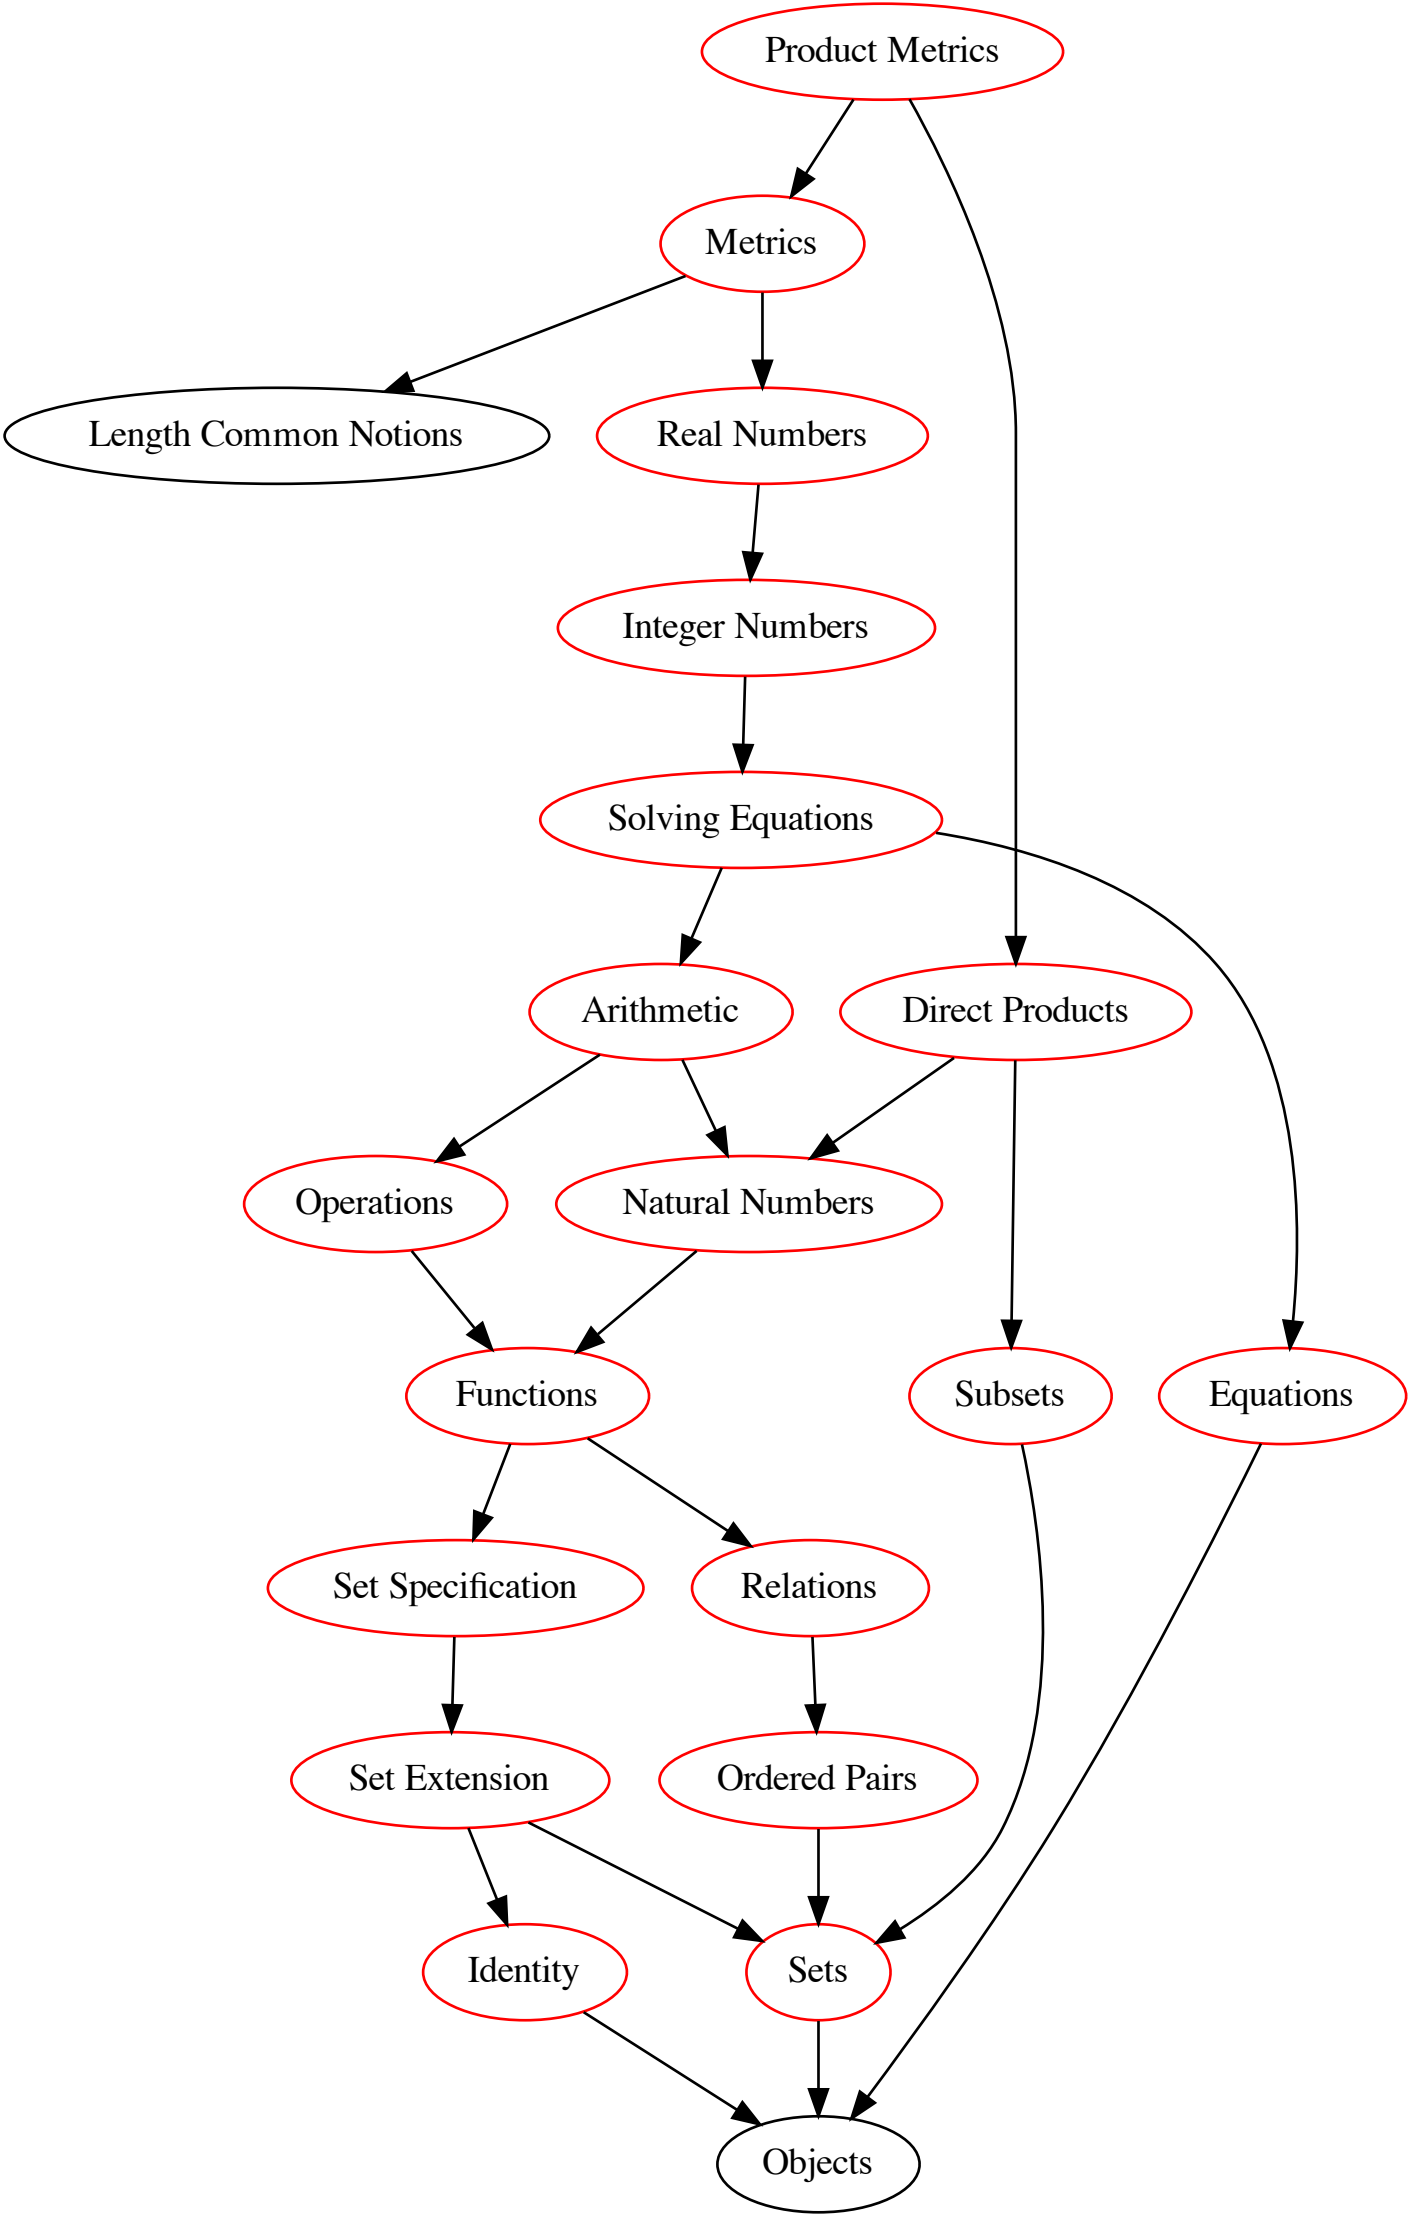 Product Metrics
Metrics
Length Common Notions
Real Numbers
Integer Numbers
Solving Equations
Arithmetic
Direct Products
Operations
Natural Numbers
Functions
Subsets
Equations
Set Specification
Relations
Set Extension
Ordered Pairs
Identity
Sets
Objects